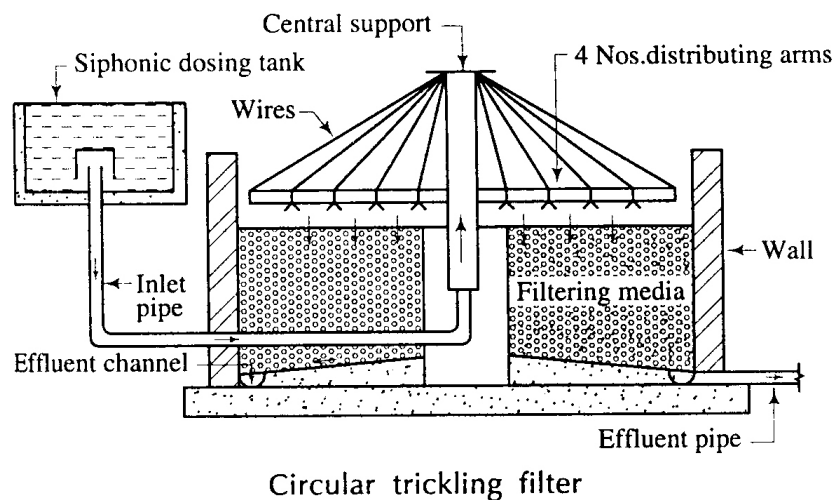 Central support
Siphonic dosing tank
4 Nos.distributing arms
Wires
Wall
Inlet
pipe
Filtering media
Effluent channel
Effluent pipe
Circular trickling filter